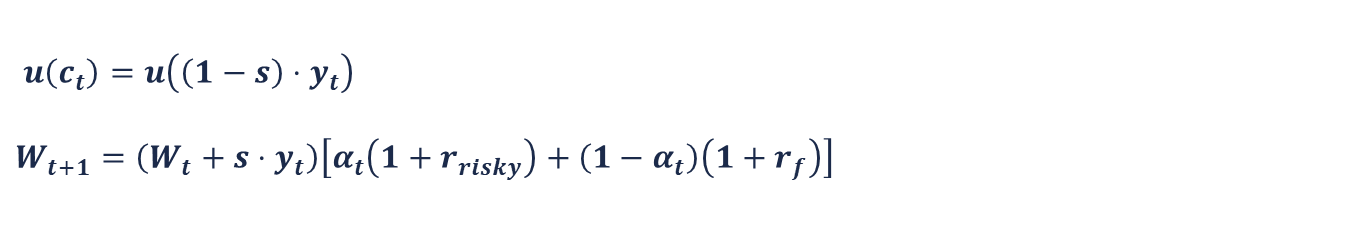 u(c_t) = u((1 − s) · y_t)
W_{t+1} = (W_t + s · y_t)[α_t(1 + r_{risky}) + (1 − α_t)(1 + r_f)]